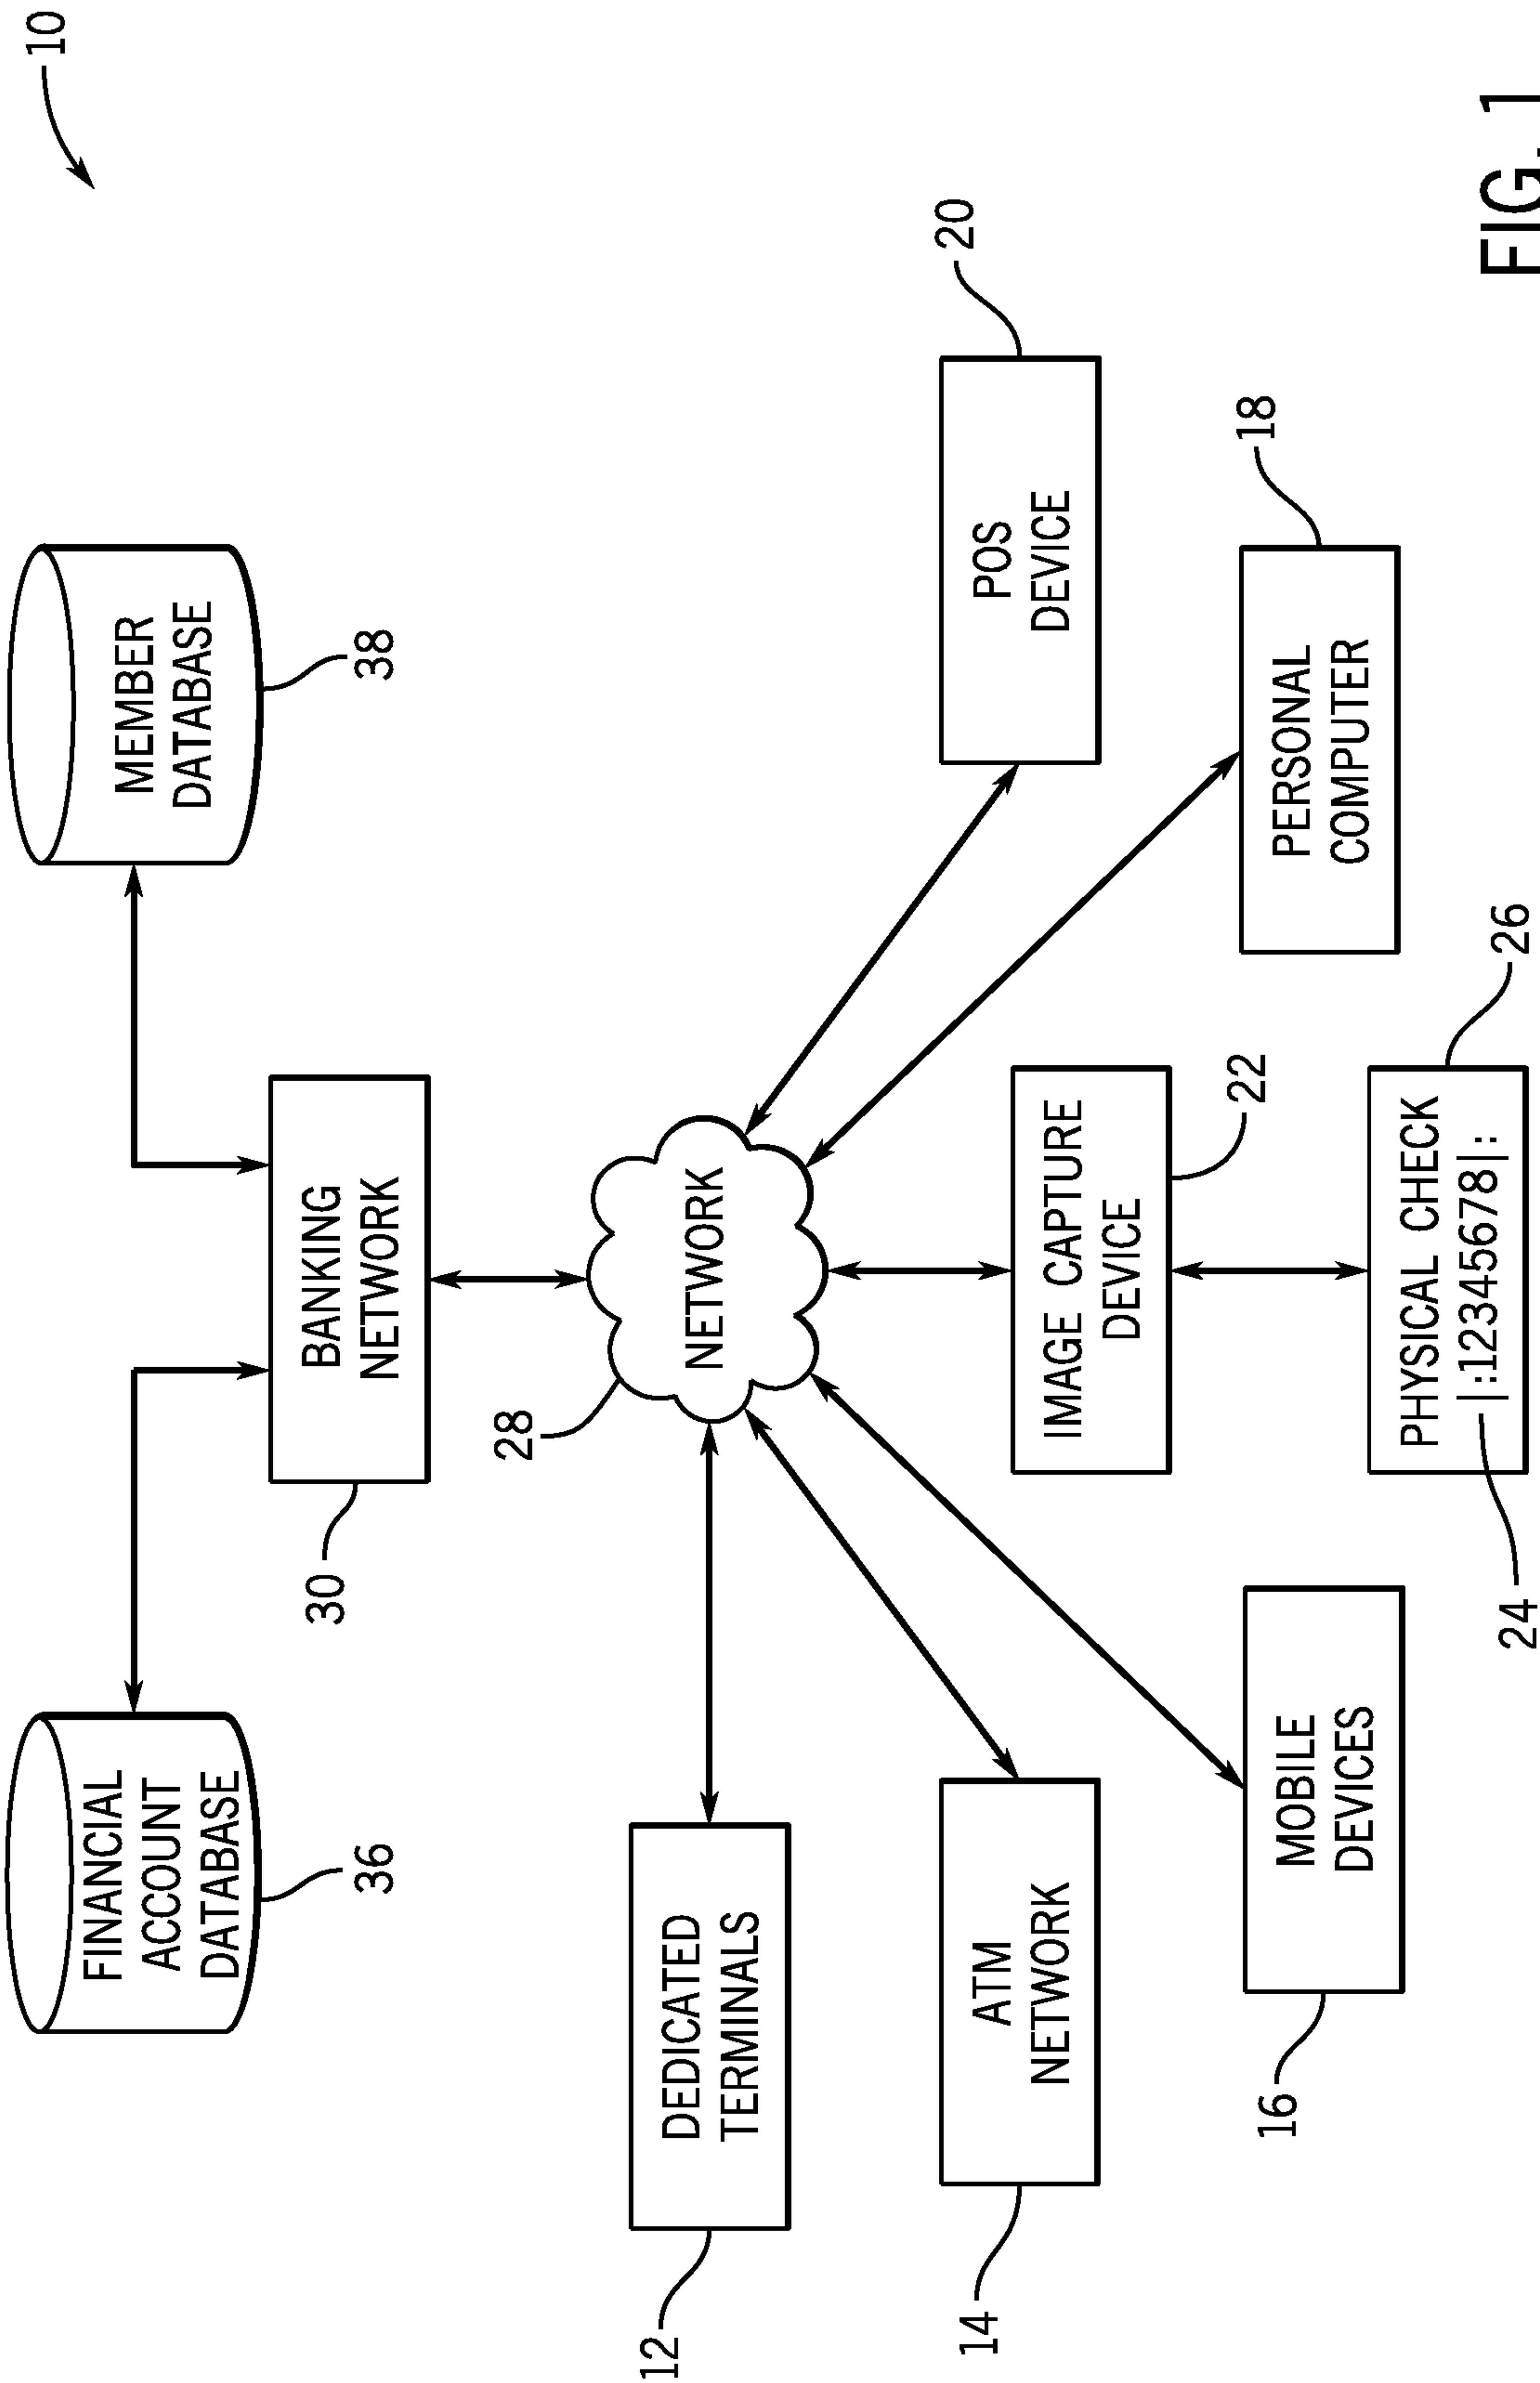 10
FINANCIAL
ACCOUNT
DATABASE
36
MEMBER
DATABASE
38
30
BANKING
NETWORK
28
NETWORK
12
DEDICATED
TERMINALS
14
ATM
NETWORK
16
MOBILE
DEVICES
IMAGE CAPTURE
DEVICE
22
PHYSICAL CHECK
|:12345678|:
24
26
POS
DEVICE
20
PERSONAL
COMPUTER
18
FIG. 1